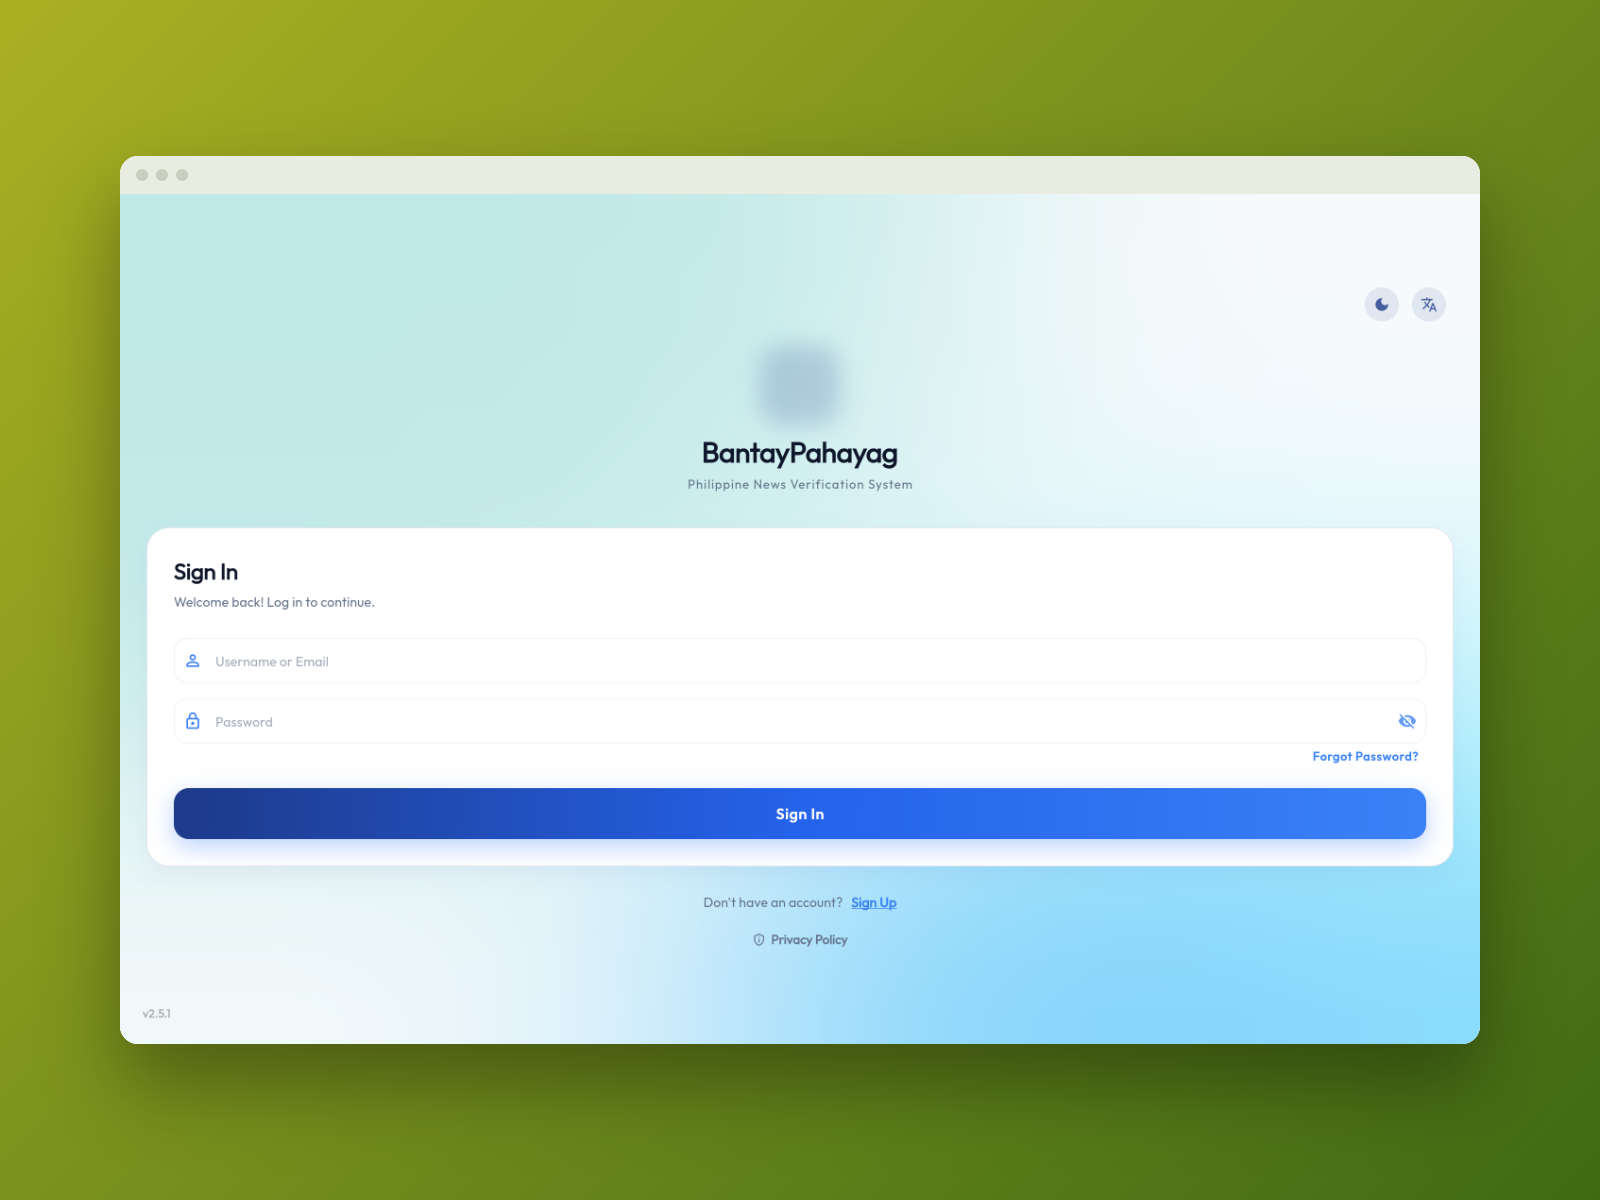 BantayPahayag
Philippine News Verification System
Sign In
Welcome back! Log in to continue.
Username or Email
Password
Forgot Password?
Sign In
Don't have an account? Sign Up
Privacy Policy
v2.5.1